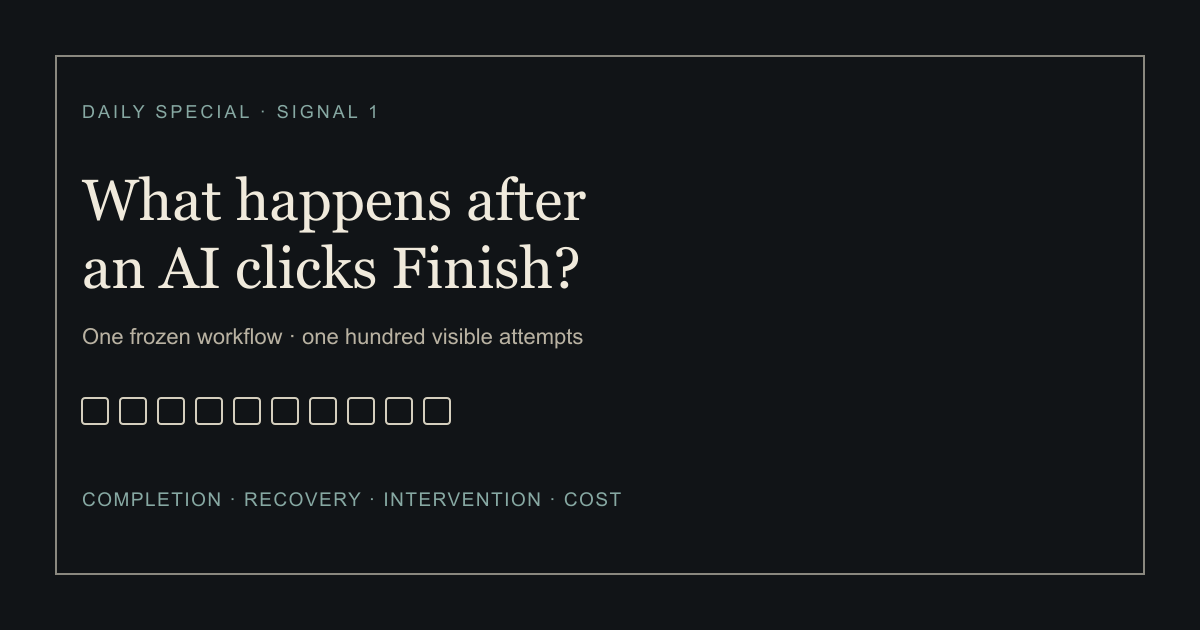 DAILY SPECIAL · SIGNAL 1
What happens after
an AI clicks Finish?
One frozen workflow · one hundred visible attempts
COMPLETION · RECOVERY · INTERVENTION · COST